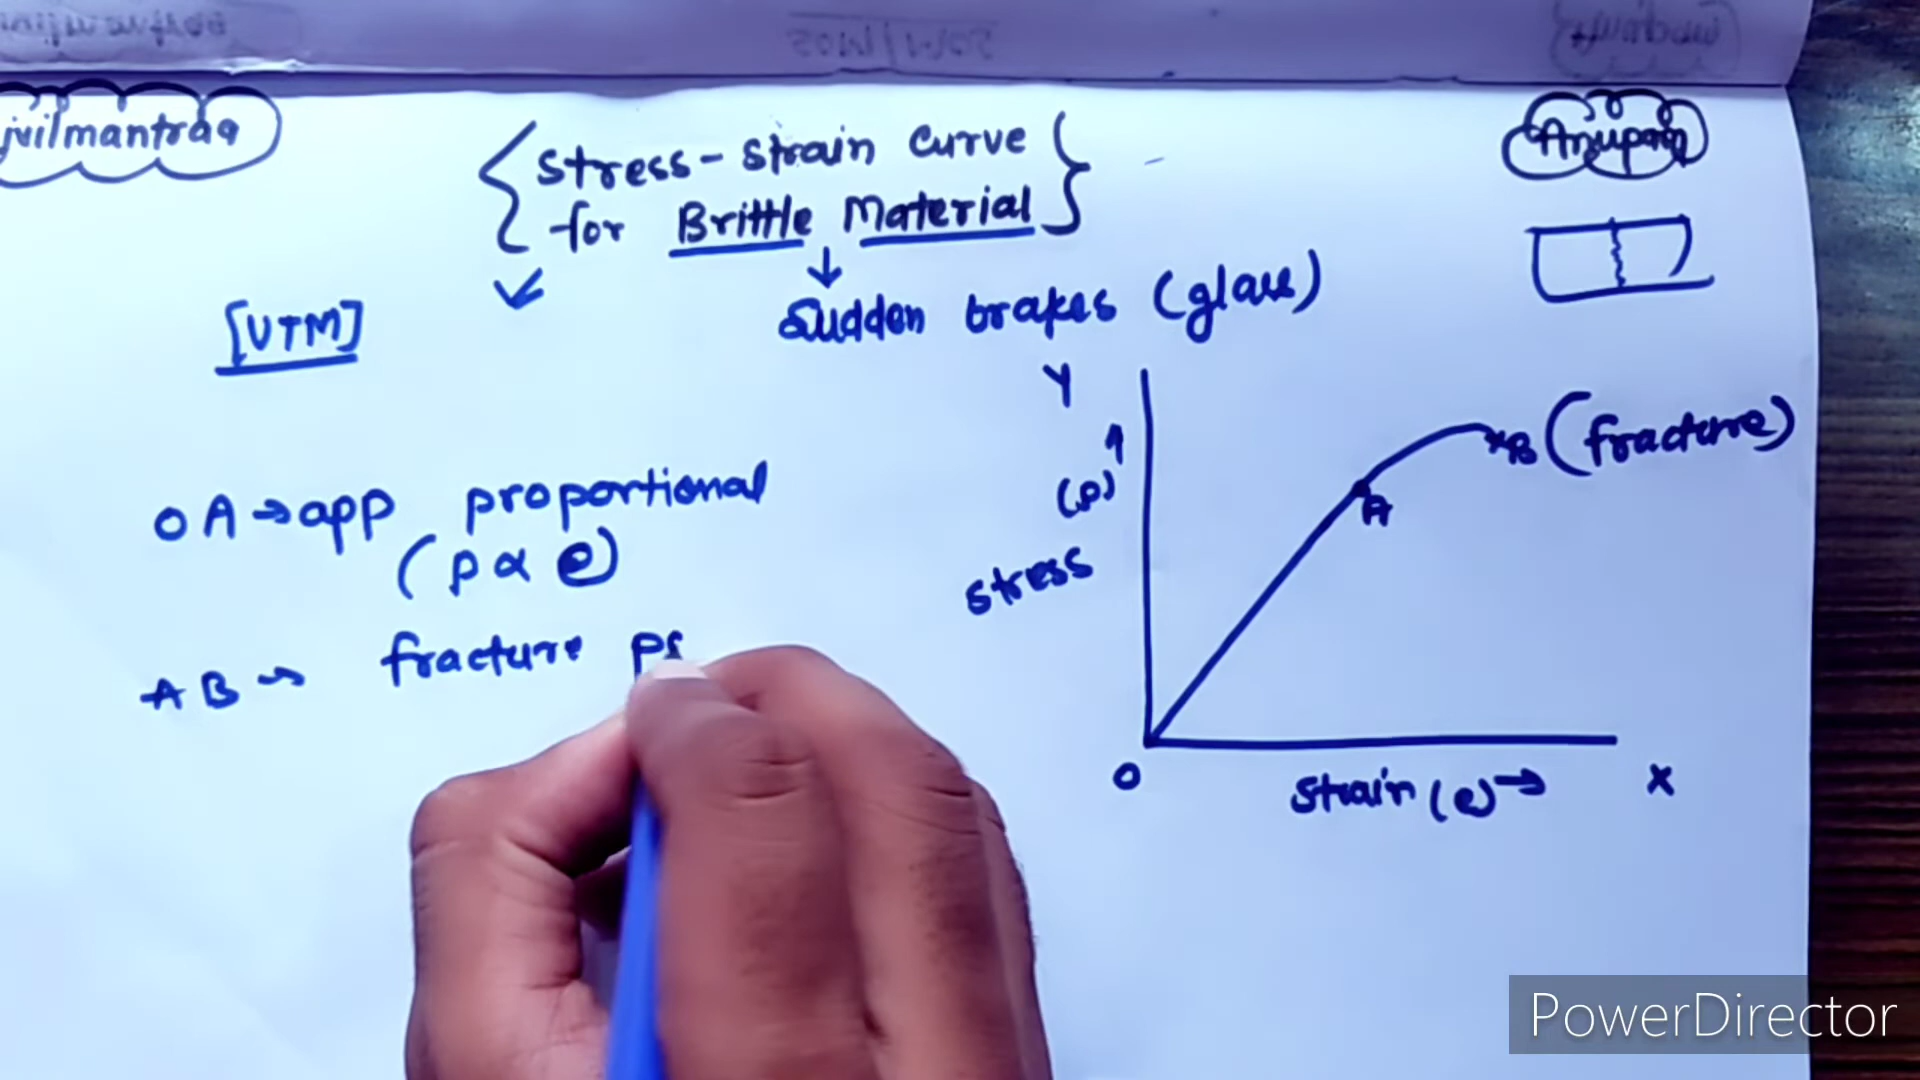 ivilmantraa
Anupam
{Stress-strain curve
for Brittle Material}
Sudden brakes (glass)
[UTM]
Y
(p)
stress
A
B (fracture)
O
Strain (e) →
X
OA → app proportional
(p ∝ e)
AB → fracture
PowerDirector